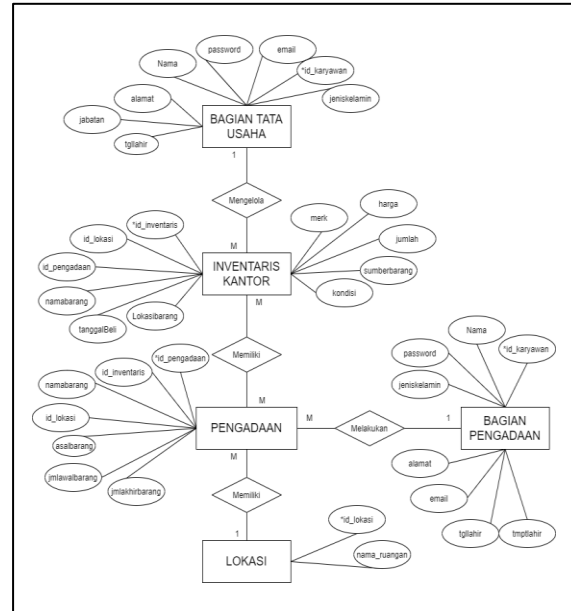 password
email
Nama
*id_karyawan
alamat
jeniskelamin
jabatan
tgllahir
BAGIAN TATA
USAHA
1
Mengelola
M
merk
harga
*id_inventaris
id_lokasi
jumlah
id_pengadaan
INVENTARIS
KANTOR
sumberbarang
namabarang
kondisi
Lokasibarang
tanggalBeli
M
Memiliki
M
*id_pengadaan
id_inventaris
namabarang
id_lokasi
asalbarang
jmlawalbarang
jmlakhirbarang
PENGADAAN
M
Melakukan
1
Nama
password
*id_karyawan
jeniskelamin
BAGIAN
PENGADAAN
alamat
email
tgllahir
tmptlahir
M
Memiliki
1
LOKASI
*id_lokasi
nama_ruangan